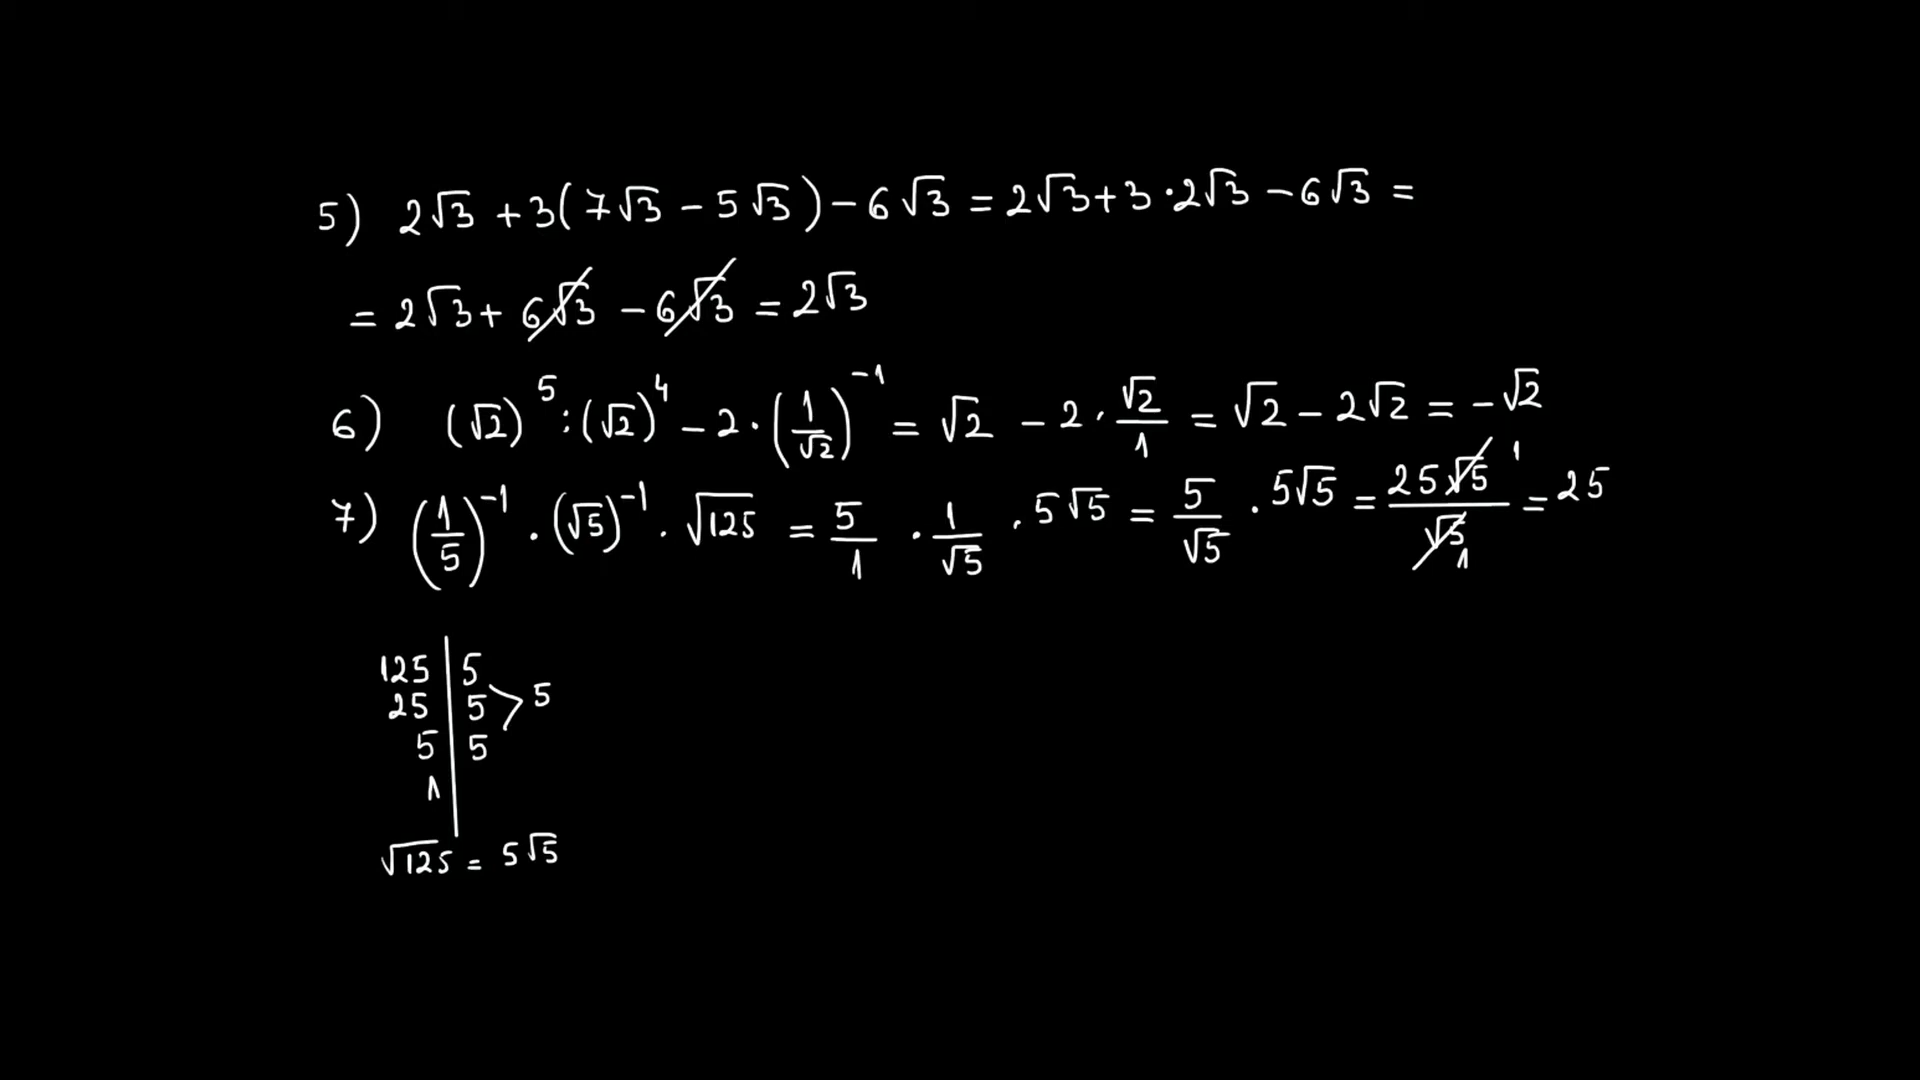 5) 2√3 + 3(7√3 − 5√3) − 6√3 = 2√3 + 3 · 2√3 − 6√3 =
= 2√3 + 6√3 − 6√3 = 2√3
6) (√2)^5 : (√2)^4 − 2 · (1/√2)^−1 = √2 − 2 · √2/1 = √2 − 2√2 = −√2
7) (1/5)^−1 · (√5)^−1 · √125 = 5/1 · 1/√5 · 5√5 = 5/√5 · 5√5 = 25√5 1/√5 1 = 25
125 | 5
25 | 5 > 5
5 | 5
1 |
√125 = 5√5